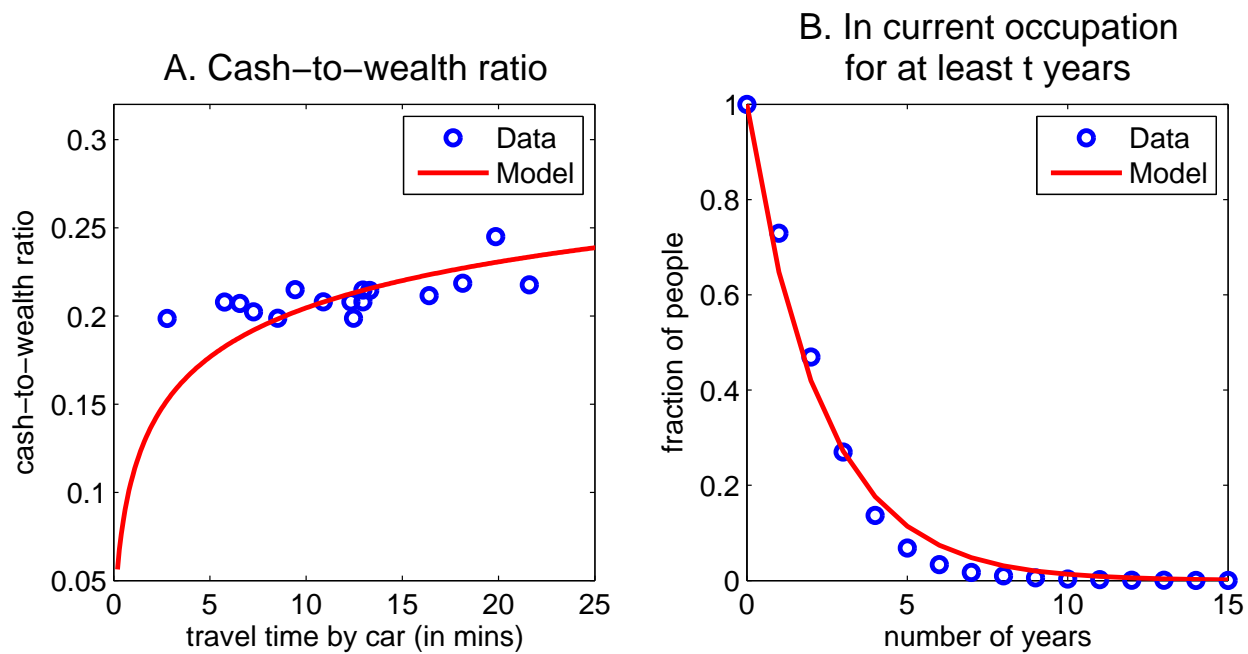 A. Cash−to−wealth ratio
0.3
0.25
0.2
0.15
0.1
0.05
cash−to−wealth ratio
0 5 10 15 20 25
travel time by car (in mins)
Data
Model
B. In current occupation
for at least t years
1
0.8
0.6
0.4
0.2
0
fraction of people
0 5 10 15
number of years
Data
Model